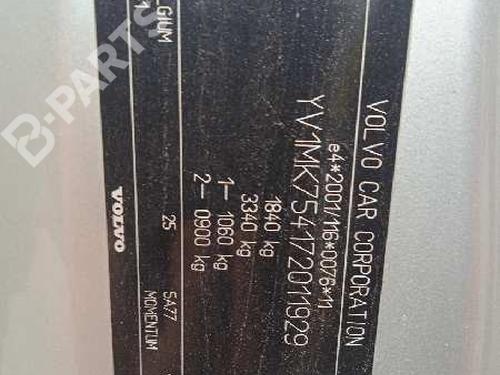 VOLVO CAR CORPORATION
e4*2001/116*0076*11
YV1MK754172011929
1840 kg
3340 kg
1— 1060 kg
2— 0900 kg
LGIUM
25
5A77
MOMENTUM
VOLVO
B-PARTS